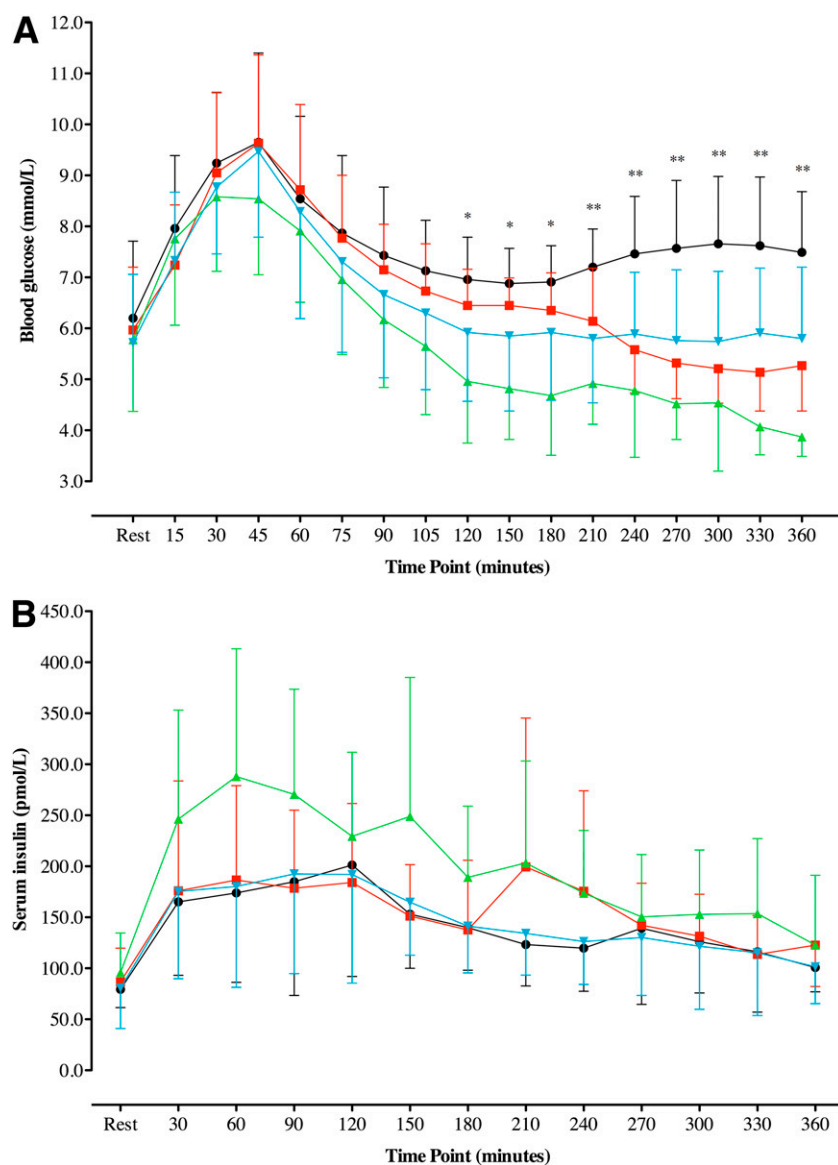 A
12.0
11.0
10.0
9.0
8.0
7.0
6.0
5.0
4.0
3.0
Blood glucose (mmol/L)
* * * ** ** ** ** ** **
Rest 15 30 45 60 75 90 105 120 150 180 210 240 270 300 330 360
Time Point (minutes)
B
450.0
400.0
350.0
300.0
250.0
200.0
150.0
100.0
50.0
0.0
Serum insulin (pmol/L)
Rest 30 60 90 120 150 180 210 240 270 300 330 360
Time Point (minutes)